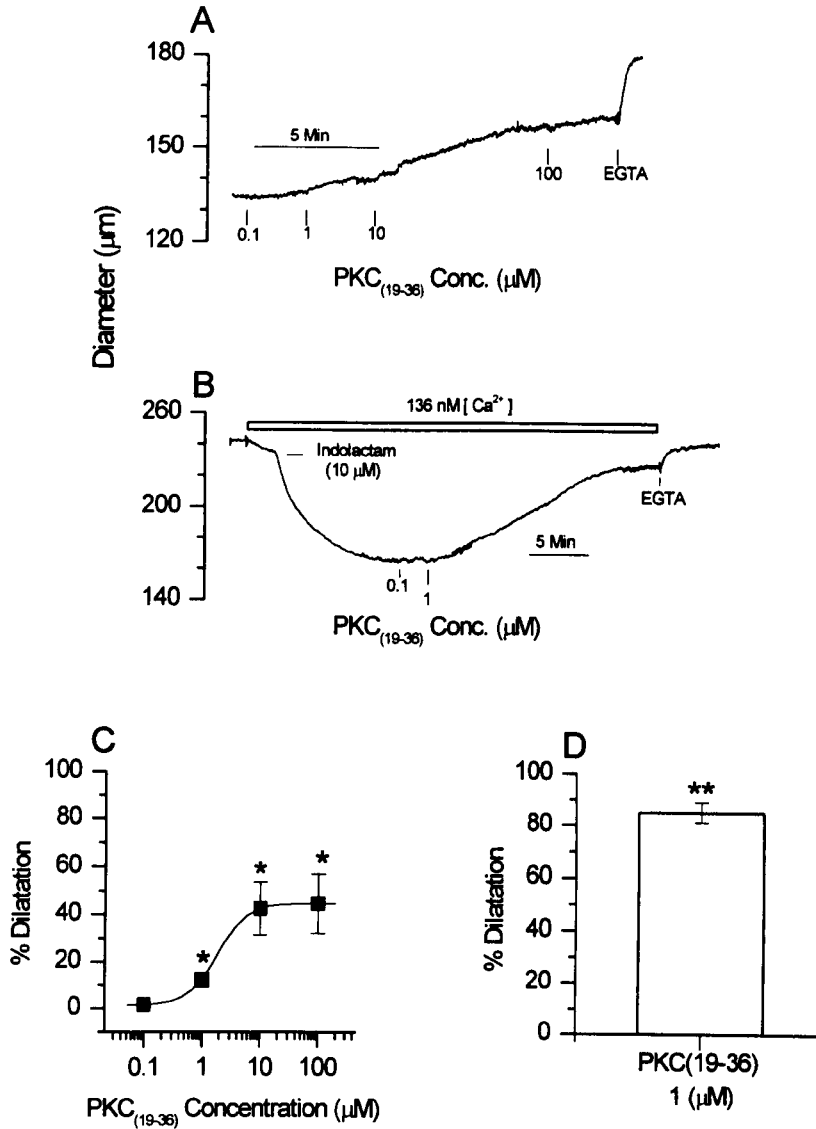 A
180
150
120
5 Min
0.1
1
10
100
EGTA
PKC(19-36) Conc. (μM)
Diameter (μm)
B
260
200
140
136 nM [ Ca2+ ]
Indolactam
(10 μM)
EGTA
5 Min
0.1
1
PKC(19-36) Conc. (μM)
C
% Dilatation
100
80
60
40
20
0
*
*
*
0.1
1
10
100
PKC(19-36) Concentration (μM)
D
% Dilatation
100
80
60
40
20
0
**
PKC(19-36)
1 (μM)